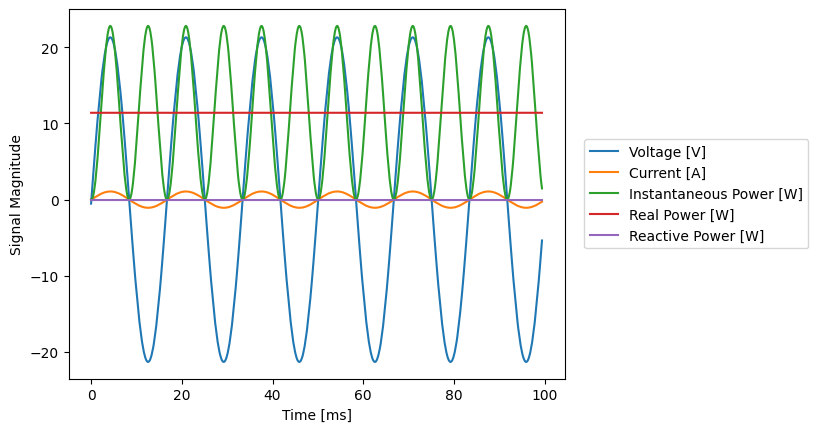 20
10
0
−10
−20
Signal Magnitude
0
20
40
60
80
100
Time [ms]
Voltage [V]
Current [A]
Instantaneous Power [W]
Real Power [W]
Reactive Power [W]